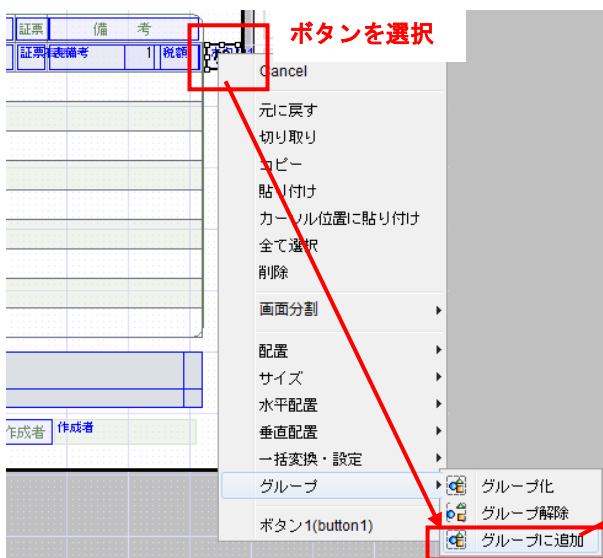 ボタンを選択
証票 備 考
証票 表備考 1 税額
Cancel
元に戻す
切り取り
コピー
貼り付け
カーソル位置に貼り付け
全て選択
削除
画面分割
配置
サイズ
水平配置
垂直配置
一括変換・設定
グループ
グループ化
グループ解除
グループに追加
ボタン1(button1)
作成者 作成者